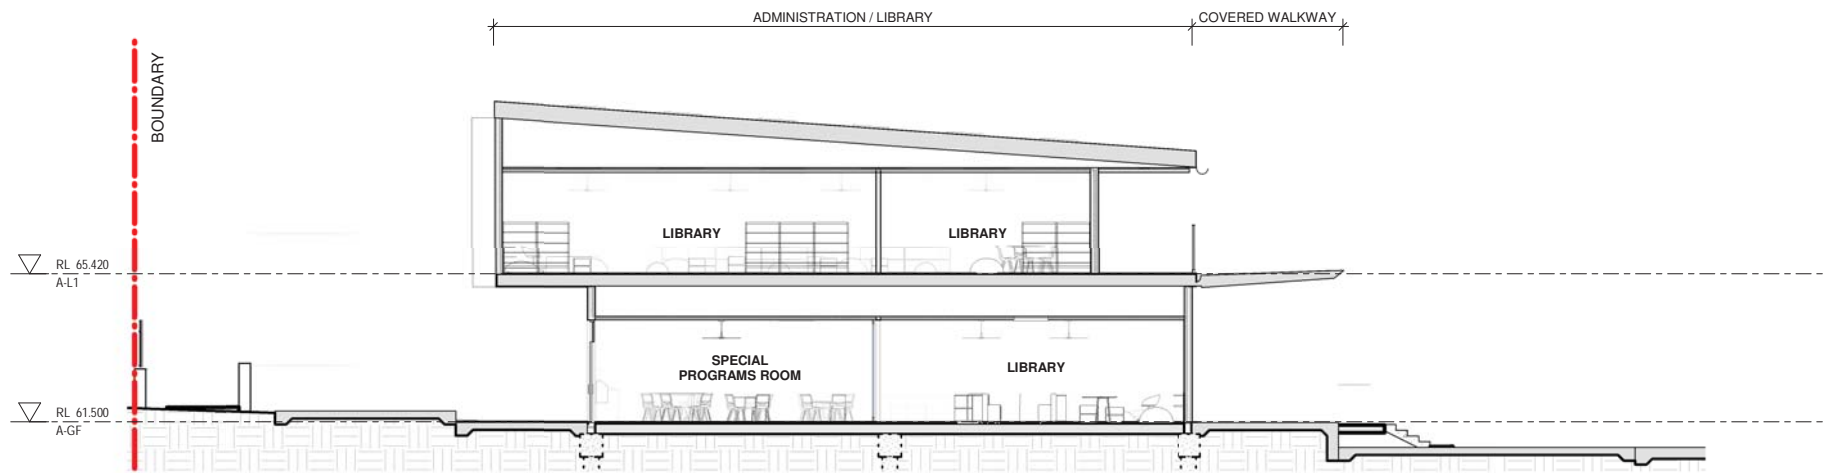 ADMINISTRATION / LIBRARY
COVERED WALKWAY
BOUNDARY
LIBRARY
LIBRARY
RL 65.420
A-L1
SPECIAL
PROGRAMS ROOM
LIBRARY
RL 61.500
A-GF